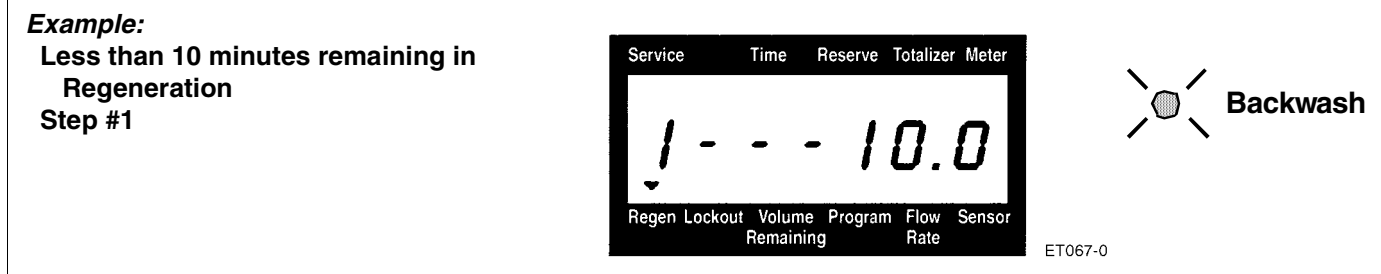 Example:
Less than 10 minutes remaining in
Regeneration
Step #1
Service Time Reserve Totalizer Meter
1 - - - 10.0
Regen Lockout Volume Remaining Program Flow Rate Sensor
Backwash
ET067-0